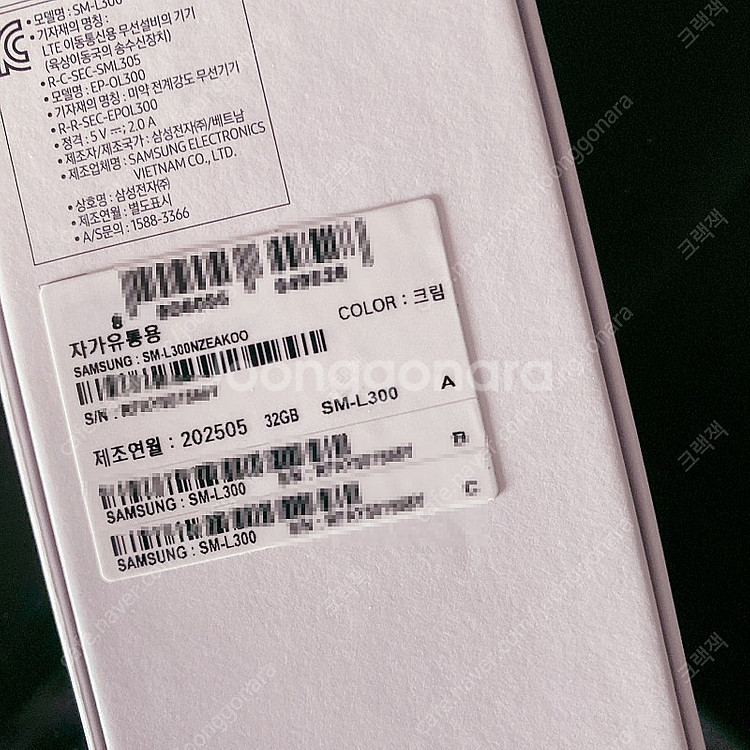 • 모델명 : SM-L300
• 기자재의 명칭 :
LTE 이동통신용 무선설비의 기기
(육상이동국의 송수신장치)
• R-C-SEC-SML305
• 모델명 : EP-OL300
• 기자재의 명칭 : 미약 전계강도 무선기기
• R-R-SEC-EPOL300
• 정격 : 5 V ⎓; 2.0 A
• 제조자/제조국가 : 삼성전자㈜/베트남
• 제조업체명 : SAMSUNG ELECTRONICS
VIETNAM CO., LTD.
• 상호명 : 삼성전자㈜
• 제조연월 : 별도표시
• A/S문의 : 1588-3366
자가유통용
COLOR : 크림
SAMSUNG : SM-L300NZEAKOO
S/N :
제조연월 : 202505 32GB SM-L300 A
B
SAMSUNG : SM-L300
C
SAMSUNG : SM-L300
joonggonara
cafe.naver.com/joonggonara
크랙잭